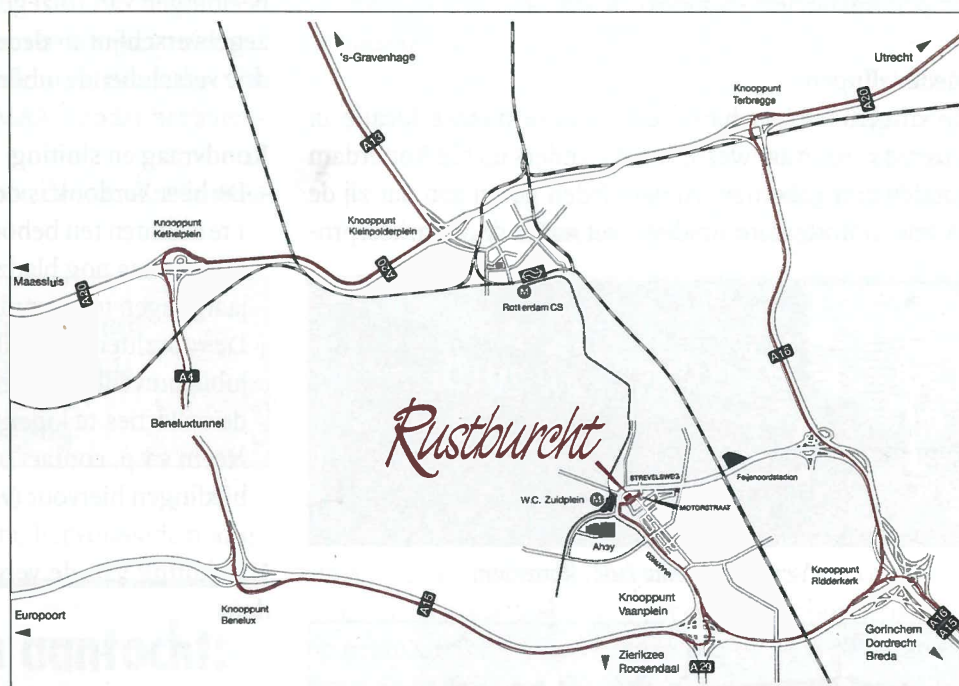 's-Gravenhage
Utrecht
Knooppunt
Terbregge
A20
A13
Knooppunt
Kethelplein
Knooppunt
Kleinpolderplein
Maassluis
A20
A20
Rotterdam CS
A16
A4
Beneluxtunnel
Rustburcht
STREVELSWEG
Feijenoordstadion
W.C. Zuidplein
M
MOTORSTRAAT
Ahoy
VAANWEG
Knooppunt
Ridderkerk
Knooppunt
Vaanplein
Knooppunt
Benelux
A15
Europoort
A16
A15
Gorinchem
Dordrecht
Breda
Zierikzee
Roosendaal
A29